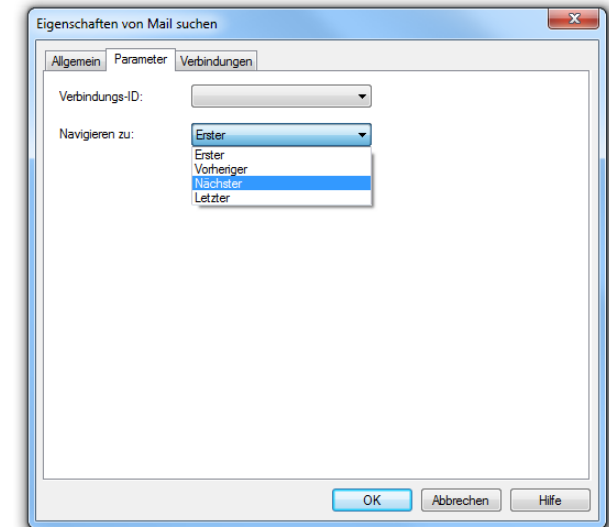 Eigenschaften von Mail suchen
Allgemein Parameter Verbindungen
Verbindungs-ID:
Navigieren zu: Erster
Erster
Vorheriger
Nächster
Letzter
OK Abbrechen Hilfe